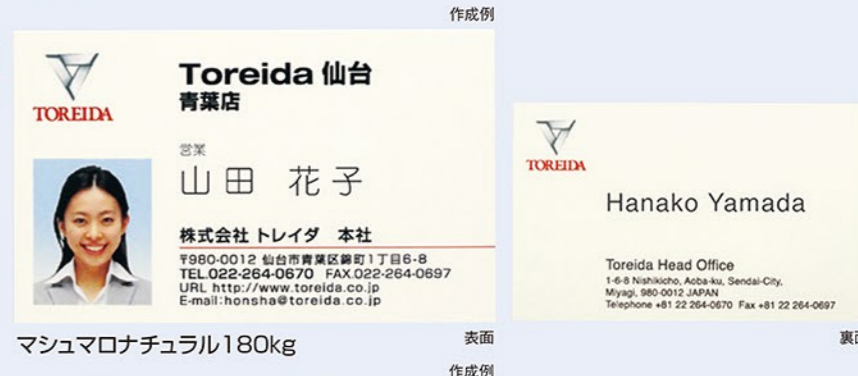 作成例
TOREIDA
Toreida 仙台
青葉店
営業
山田 花子
株式会社 トレイダ 本社
〒980-0012 仙台市青葉区錦町1丁目6-8
TEL.022-264-0670 FAX.022-264-0697
URL http://www.toreida.co.jp
E-mail:honsha@toreida.co.jp
マシュマロナチュラル180kg
表面
TOREIDA
Hanako Yamada
Toreida Head Office
1-6-8 Nishikicho, Aoba-ku, Sendai-City,
Miyagi, 980-0012 JAPAN
Telephone +81 22 264-0670 Fax +81 22 264-0697
裏面
作成例